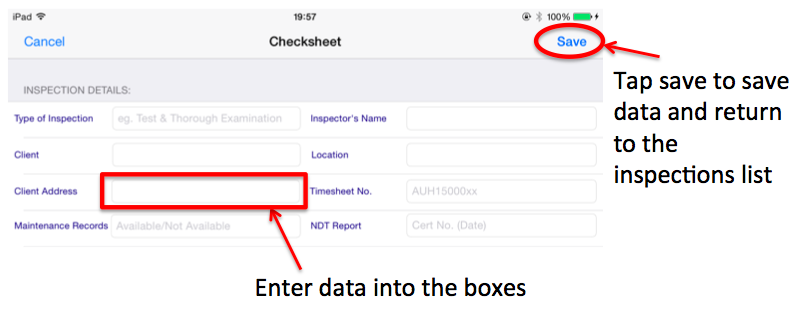 iPad 19:57 100%
Cancel Checksheet Save
INSPECTION DETAILS:
Type of Inspection eg. Test & Thorough Examination Inspector's Name
Client Location
Client Address Timesheet No. AUH15000xx
Maintenance Records Available/Not Available NDT Report Cert No. (Date)
Tap save to save
data and return
to the
inspections list
Enter data into the boxes